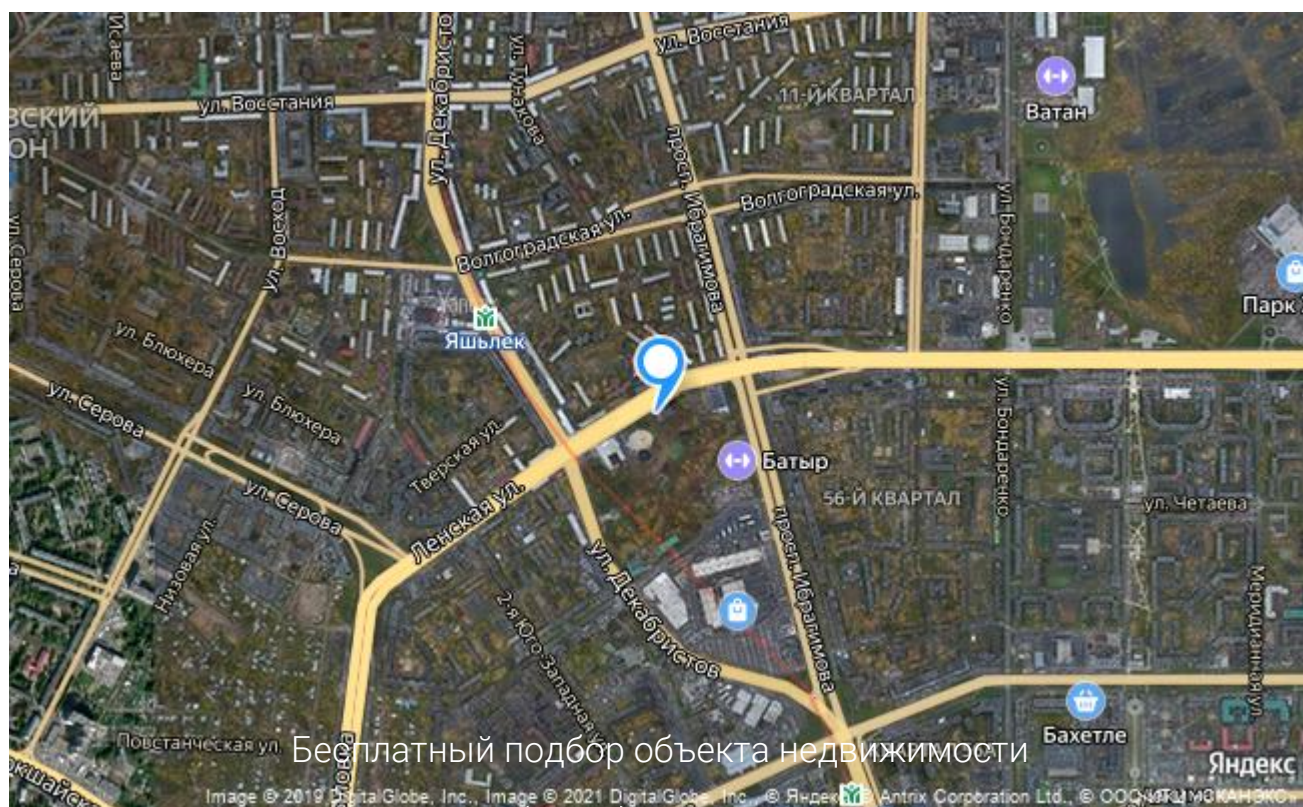 ул. Восстания
ул. Тунакова
ул. Декабристо
11-Й КВАРТАЛ
Ватан
ул. Восстания
Исаева
ВСКИЙ
ОН
просп. Ибрагимова
ул. Бондаренко
Волгоградская ул.
Волгоградская ул.
ул. Восход
ул. Серова
Парк
Яшьлек
ул. Блюхера
ул. Блюхера
ул. Серова
ул. Бондаренко
Тверская ул.
Батыр
56-Й КВАРТАЛ
ул. Четаева
ул. Серова
Ленская ул.
просп. Ибрагимова
Низовая ул.
ул. Декабристов
2-я Юго-Западная ул.
Меридианная ул.
Бахетле
Повстанческая ул.
Бесплатный подбор объекта недвижимости
Яндекс
Image © 2019 DigitalGlobe, Inc., Image © 2021 DigitalGlobe, Inc., © Яндекс © Antrix Corporation Ltd., © ООО